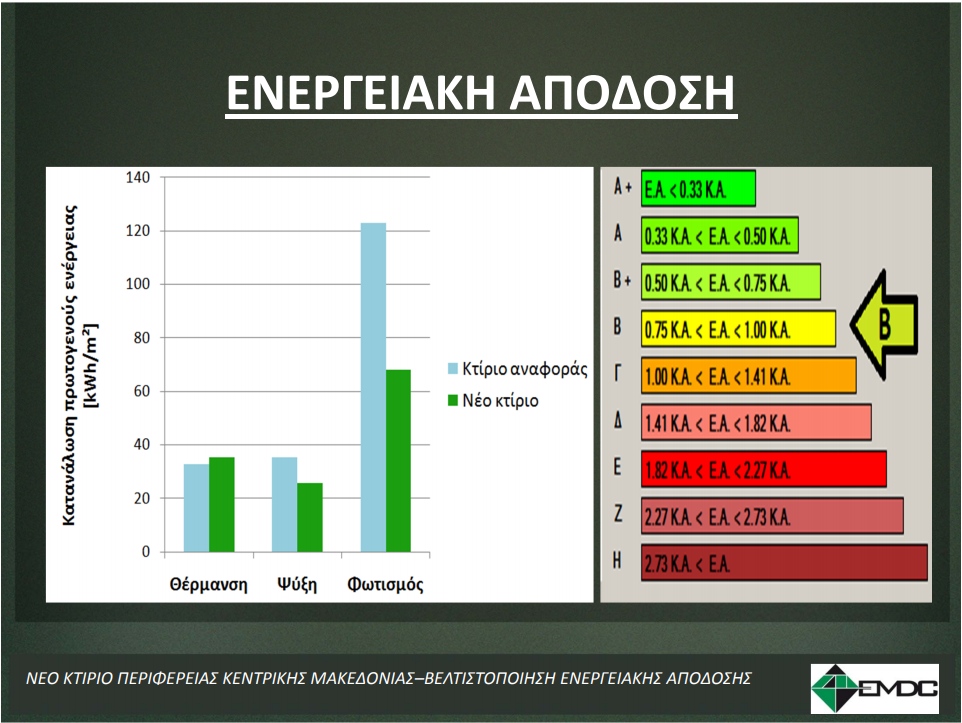 ΕΝΕΡΓΕΙΑΚΗ ΑΠΟΔΟΣΗ
Κατανάλωση πρωτογενούς ενέργειας
[kWh/m²]
140
120
100
80
60
40
20
0
Θέρμανση Ψύξη Φωτισμός
Κτίριο αναφοράς
Νέο κτίριο
Α + Ε.Α. < 0.33 Κ.Α.
Α 0.33 Κ.Α. < Ε.Α. < 0.50 Κ.Α.
Β + 0.50 Κ.Α. < Ε.Α. < 0.75 Κ.Α.
Β 0.75 Κ.Α. < Ε.Α. < 1.00 Κ.Α. Β
Γ 1.00 Κ.Α. < Ε.Α. < 1.41 Κ.Α.
Δ 1.41 Κ.Α. < Ε.Α. < 1.82 Κ.Α.
Ε 1.82 Κ.Α. < Ε.Α. < 2.27 Κ.Α.
Ζ 2.27 Κ.Α. < Ε.Α. < 2.73 Κ.Α.
Η 2.73 Κ.Α. < Ε.Α.
ΝΕΟ ΚΤΙΡΙΟ ΠΕΡΙΦΕΡΕΙΑΣ ΚΕΝΤΡΙΚΗΣ ΜΑΚΕΔΟΝΙΑΣ–ΒΕΛΤΙΣΤΟΠΟΙΗΣΗ ΕΝΕΡΓΕΙΑΚΗΣ ΑΠΟΔΟΣΗΣ
EMDC